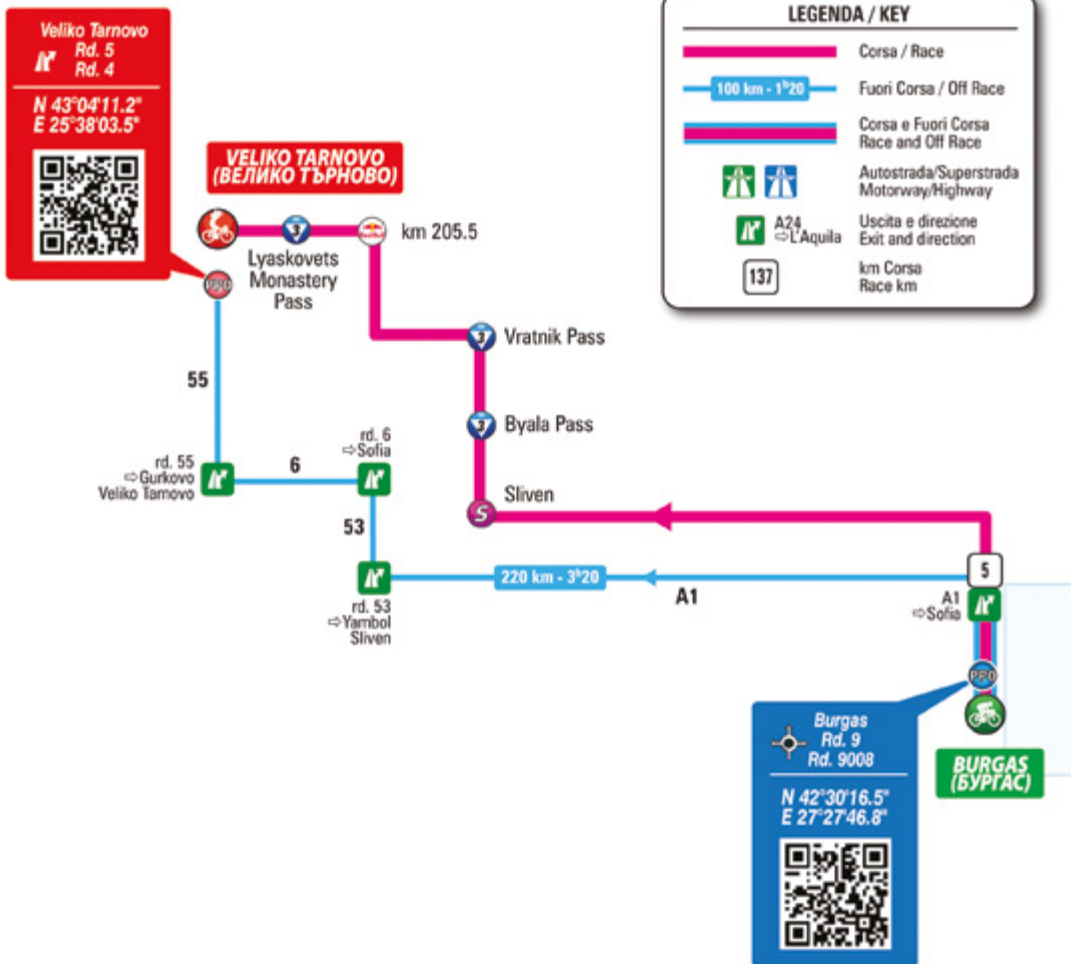 Veliko Tarnovo
Rd. 5
Rd. 4
N 43°04'11.2"
E 25°38'03.5"
LEGENDA / KEY
Corsa / Race
100 km - 1ʰ20
Fuori Corsa / Off Race
Corsa e Fuori Corsa
Race and Off Race
Autostrada/Superstrada
Motorway/Highway
A24
⇨L'Aquila
Uscita e direzione
Exit and direction
137
km Corsa
Race km
VELIKO TARNOVO
(ВЕЛИКО ТЪРНОВО)
3
km 205.5
Lyaskovets
Monastery
Pass
PPO
3
Vratnik Pass
55
3
Byala Pass
rd. 6
⇨Sofia
rd. 55
⇨Gurkovo
Veliko Tarnovo
6
S
Sliven
53
220 km - 3ʰ20
A1
5
rd. 53
⇨Yambol
Sliven
A1
⇨Sofia
PPO
Burgas
Rd. 9
Rd. 9008
N 42°30'16.5"
E 27°27'46.8"
BURGAS
(БУРГАС)